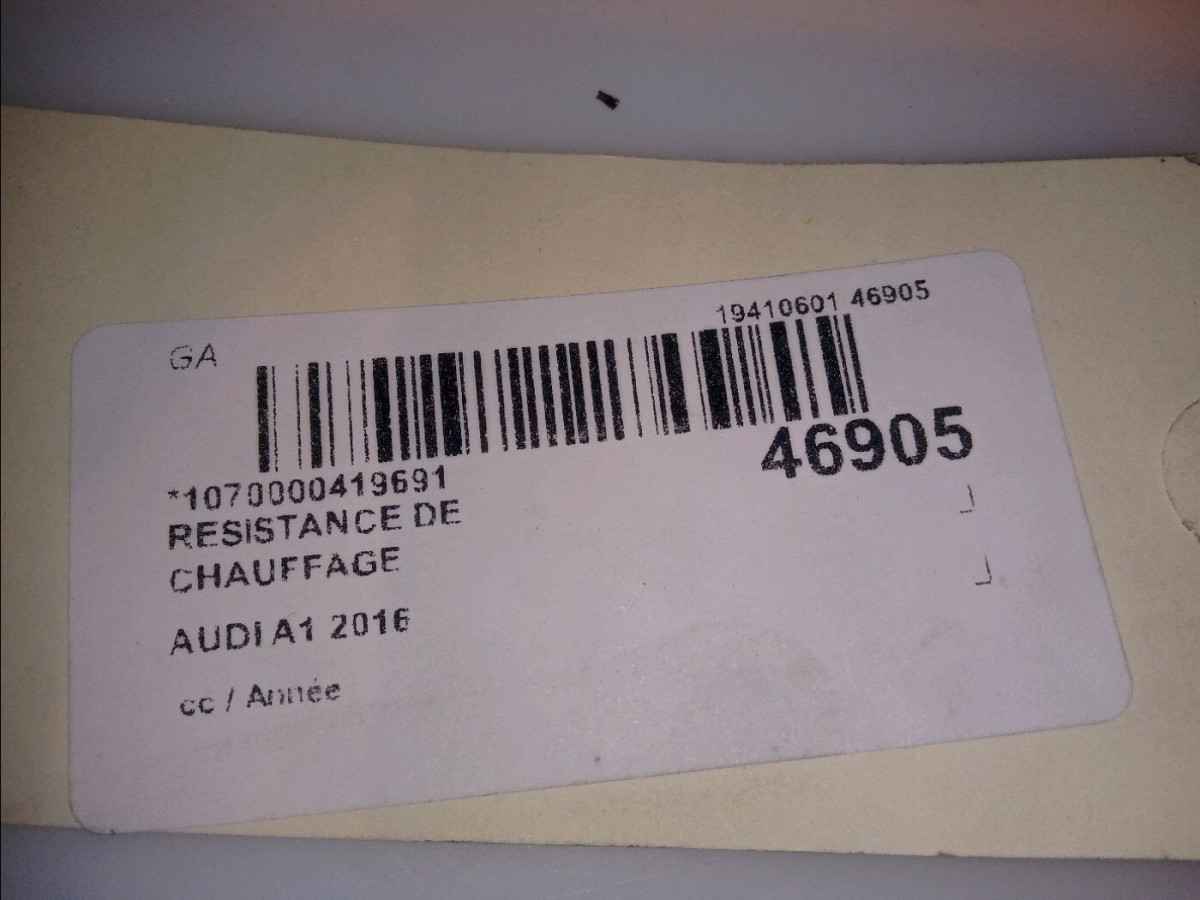 GA
19410601 46905
46905
*1070000419691
RESISTANCE DE
CHAUFFAGE
AUDI A1 2016
cc / Année